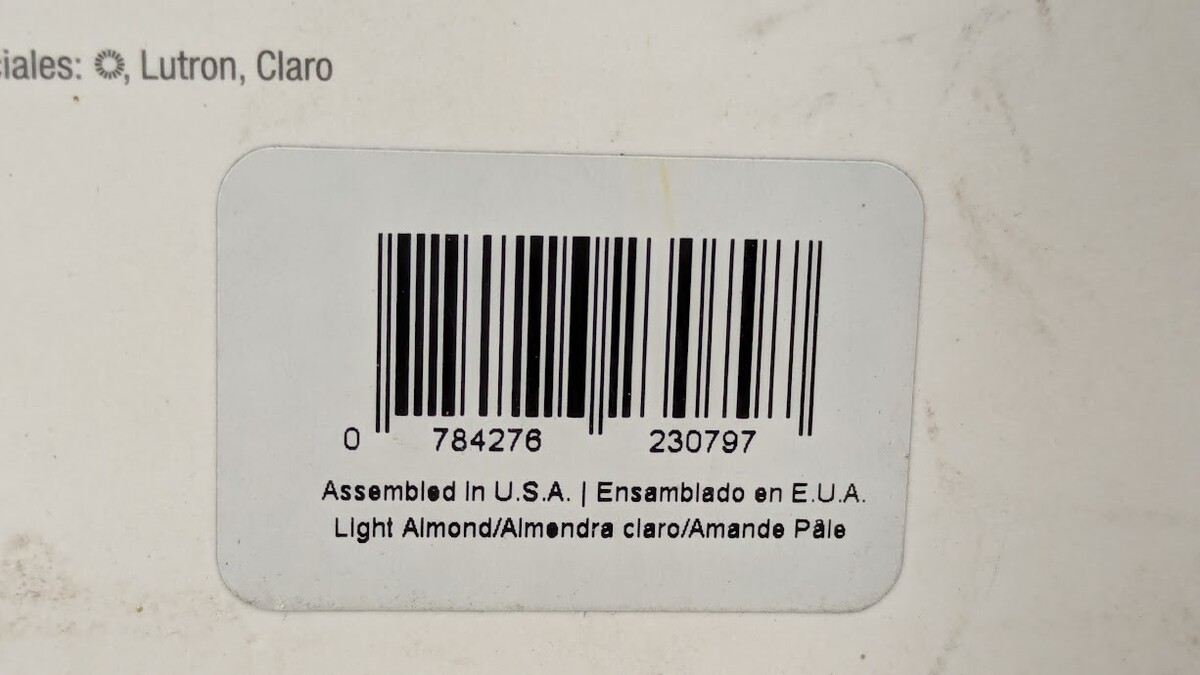 ciales: , Lutron, Claro
0 784276 230797
Assembled in U.S.A. | Ensamblado en E.U.A.
Light Almond/Almendra claro/Amande Pâle